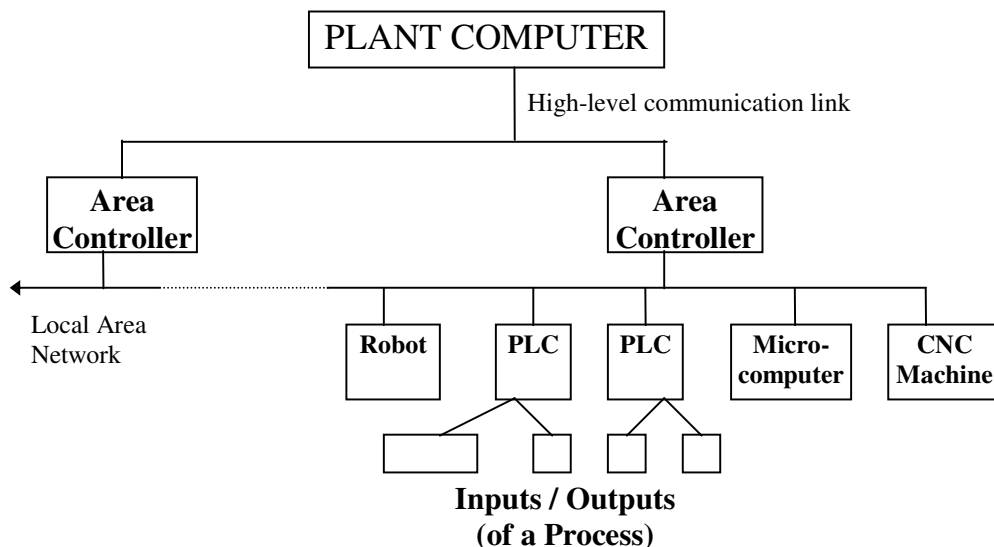 PLANT COMPUTER
High-level communication link
Area
Controller
Area
Controller
Local Area
Network
Robot
PLC
PLC
Micro-
computer
CNC
Machine
Inputs / Outputs
(of a Process)